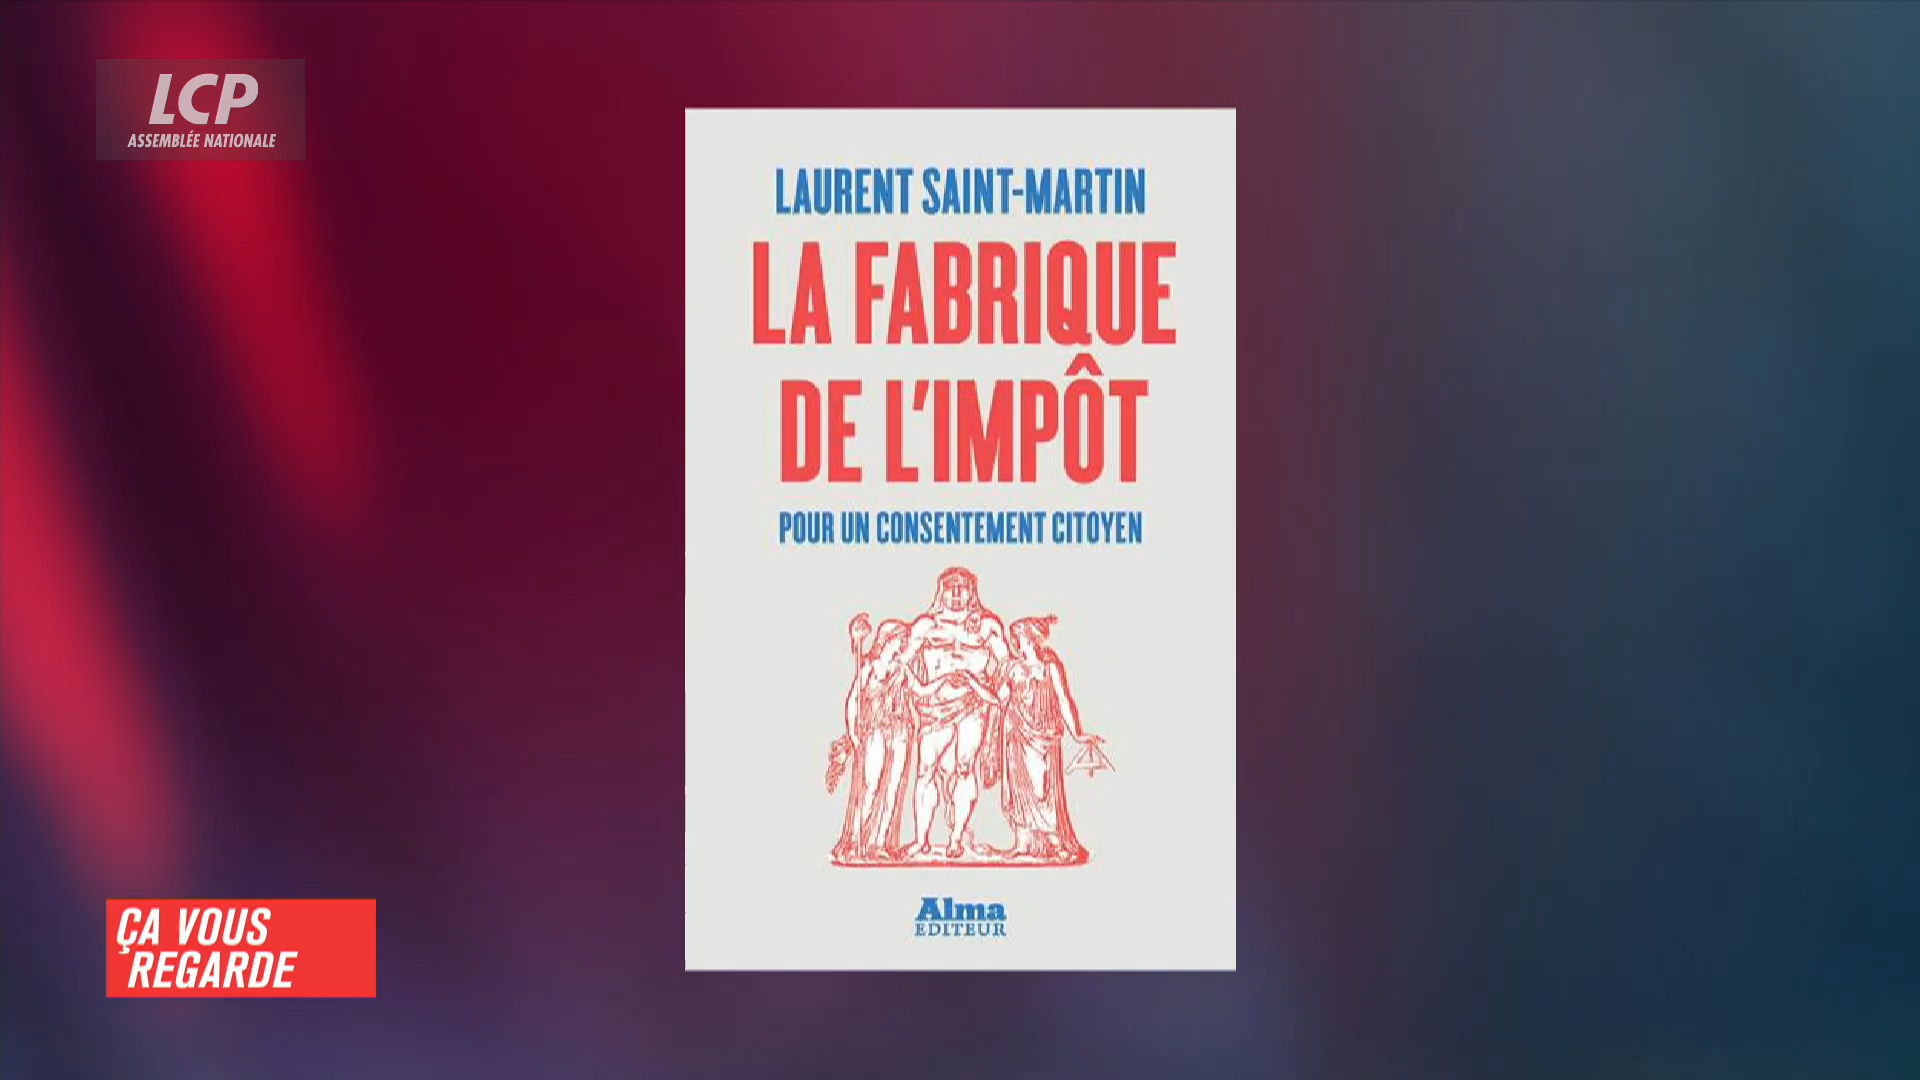 LCP
ASSEMBLÉE NATIONALE
LAURENT SAINT-MARTIN
LA FABRIQUE
DE L'IMPÔT
POUR UN CONSENTEMENT CITOYEN
Alma
EDITEUR
ÇA VOUS
REGARDE